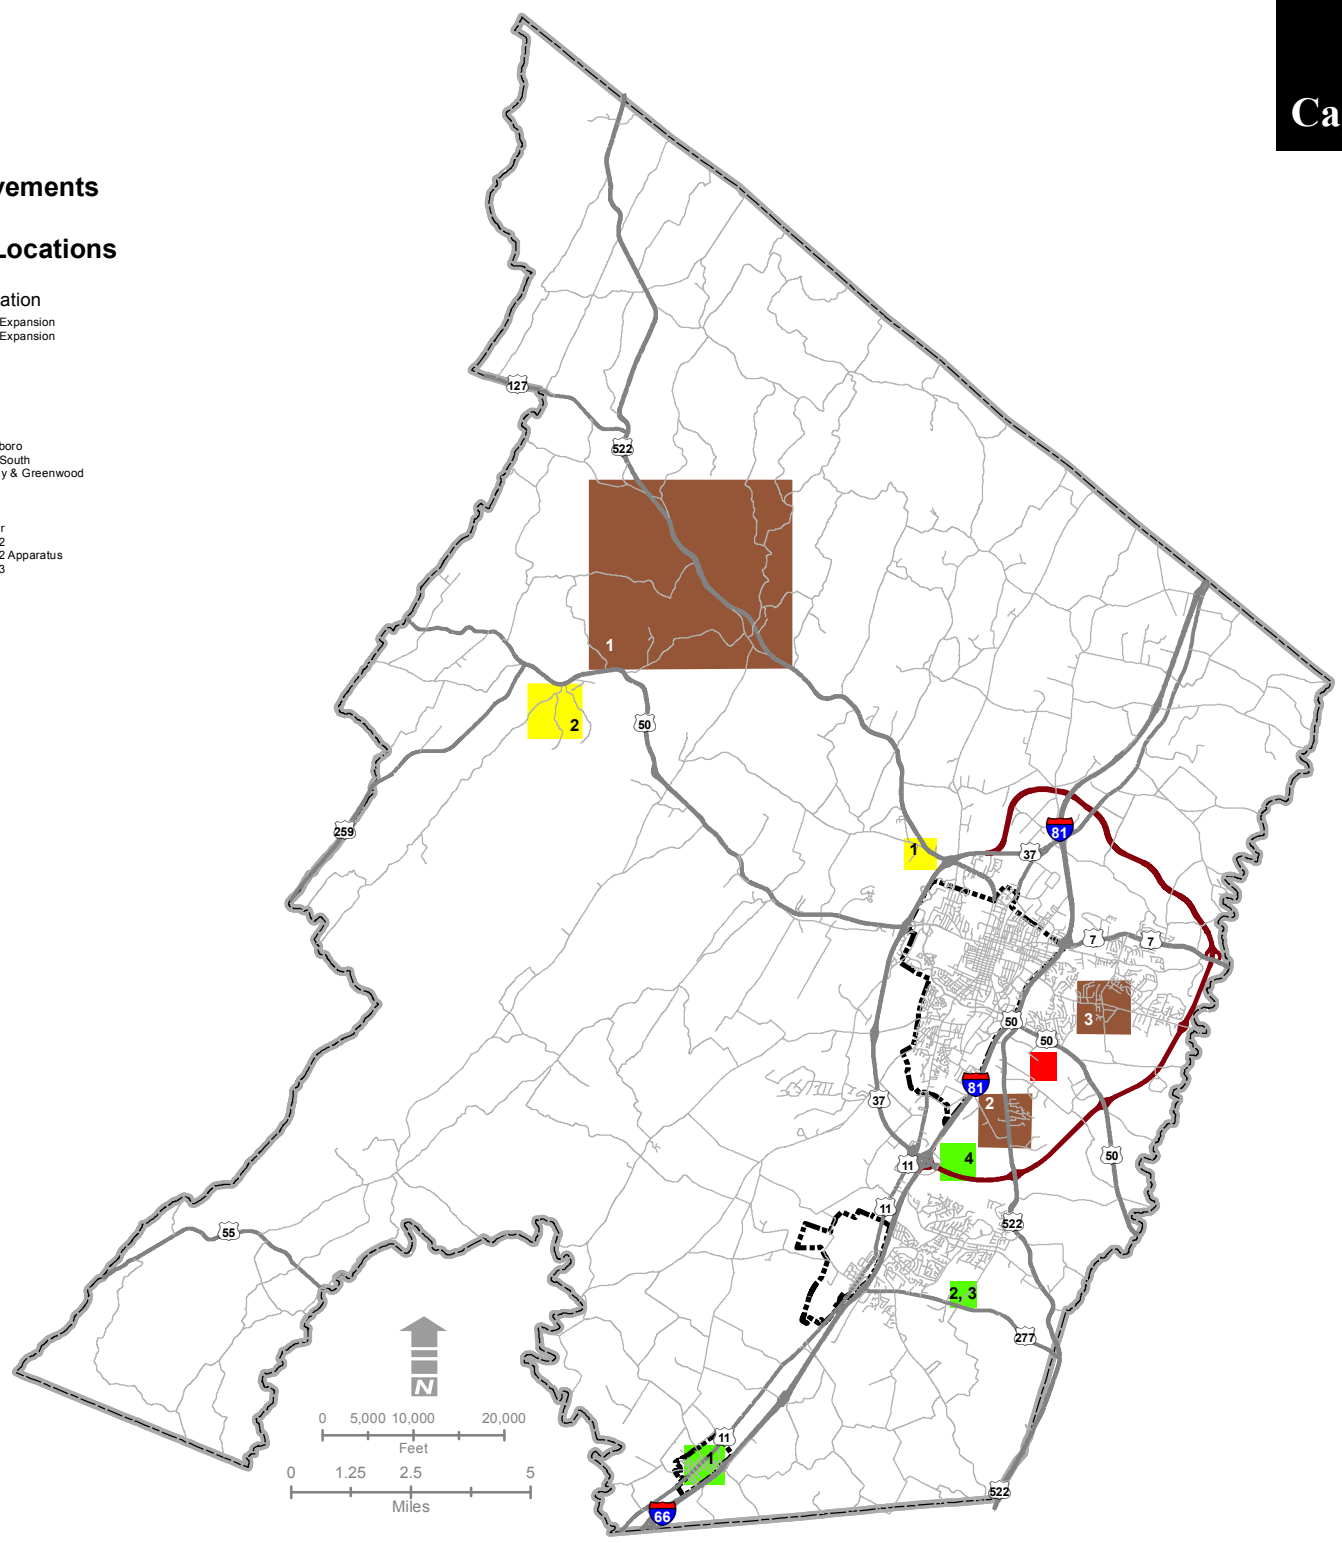 Ca
vements
Locations
ation
Expansion
Expansion
boro
South
y & Greenwood
r
2
2 Apparatus
3
127
522
1
2
50
259
1
81
37
7
7
3
50
50
81
2
37
4
11
50
11
522
55
2, 3
277
N
0 5,000 10,000 20,000
Feet
11
1
0 1.25 2.5 5
Miles
522
66